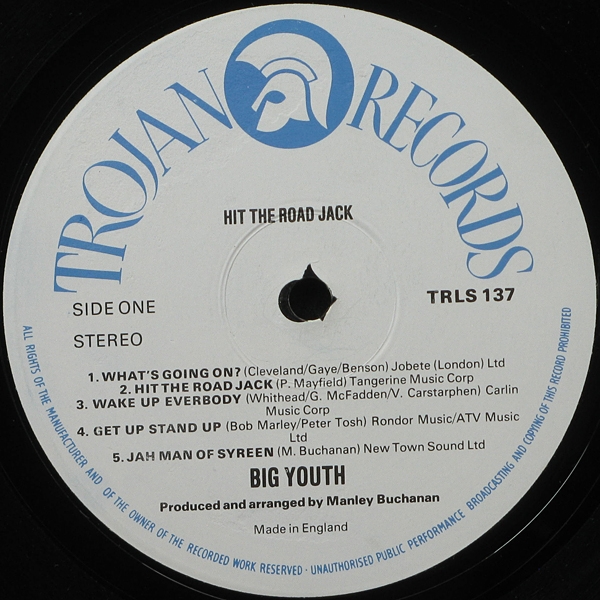 TROJAN RECORDS
HIT THE ROAD JACK
SIDE ONE
TRLS 137
STEREO
1. WHAT'S GOING ON? (Cleveland/Gaye/Benson) Jobete (London) Ltd
2. HIT THE ROAD JACK (P. Mayfield) Tangerine Music Corp
3. WAKE UP EVERBODY (Whithead/G. McFadden/V. Carstarphen) Carlin
Music Corp
4. GET UP STAND UP (Bob Marley/Peter Tosh) Rondor Music/ATV Music
Ltd
5. JAH MAN OF SYREEN (M. Buchanan) New Town Sound Ltd
BIG YOUTH
Produced and arranged by Manley Buchanan
Made in England
ALL RIGHTS OF THE MANUFACTURER AND OF THE OWNER OF THE RECORDED WORK RESERVED · UNAUTHORISED PUBLIC PERFORMANCE BROADCASTING AND COPYING OF THIS RECORD PROHIBITED